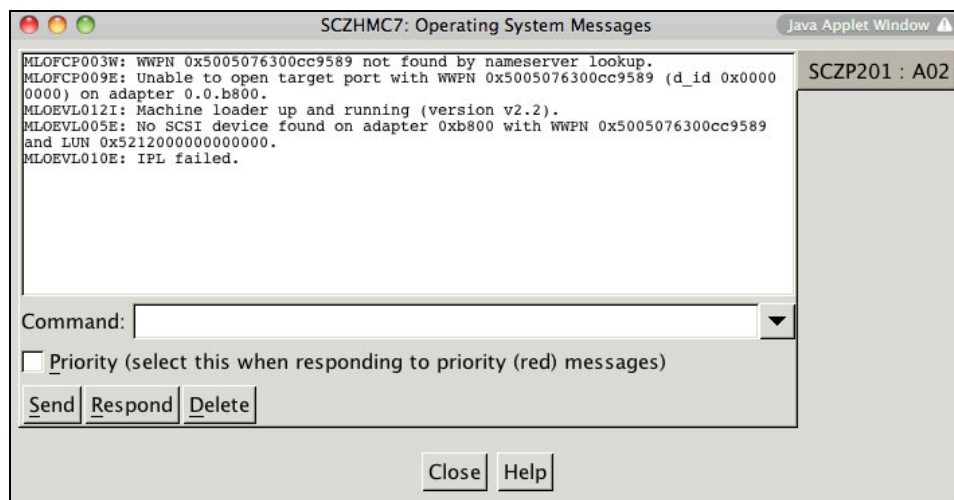 SCZHMC7: Operating System Messages
Java Applet Window
MLOFCP003W: WWPN 0x5005076300cc9589 not found by nameserver lookup.
MLOFCP009E: Unable to open target port with WWPN 0x5005076300cc9589 (d_id 0x0000
0000) on adapter 0.0.b800.
MLOEVL012I: Machine loader up and running (version v2.2).
MLOEVL005E: No SCSI device found on adapter 0xb800 with WWPN 0x5005076300cc9589
and LUN 0x5212000000000000.
MLOEVL010E: IPL failed.
SCZP201 : A02
Command:
Priority (select this when responding to priority (red) messages)
Send Respond Delete
Close Help